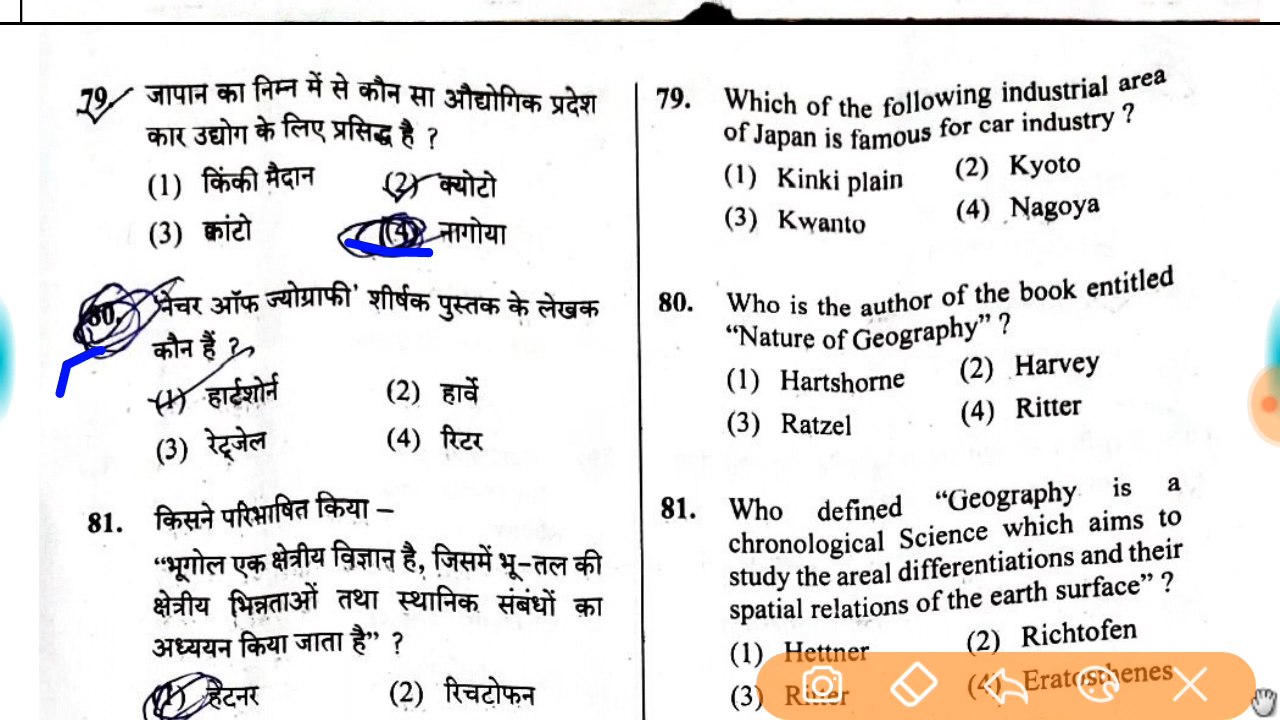 79. जापान का निम्न में से कौन सा औद्योगिक प्रदेश
कार उद्योग के लिए प्रसिद्ध है ?
(1) किंकी मैदान (2) क्योटो
(3) क्वांटो (4) नागोया
80. 'नेचर ऑफ ज्योग्राफी' शीर्षक पुस्तक के लेखक
कौन हैं ?
(1) हार्टशोर्न (2) हार्वे
(3) रेट्जेल (4) रिटर
81. किसने परिभाषित किया –
“भूगोल एक क्षेत्रीय विज्ञान है, जिसमें भू-तल की
क्षेत्रीय भिन्नताओं तथा स्थानिक संबंधों का
अध्ययन किया जाता है” ?
(1) हेटनर (2) रिचटोफन
79. Which of the following industrial area
of Japan is famous for car industry ?
(1) Kinki plain (2) Kyoto
(3) Kwanto (4) Nagoya
80. Who is the author of the book entitled
“Nature of Geography” ?
(1) Hartshorne (2) Harvey
(3) Ratzel (4) Ritter
81. Who defined “Geography is a
chronological Science which aims to
study the areal differentiations and their
spatial relations of the earth surface” ?
(1) Hettner (2) Richtofen
(3) Ritter (4) Eratosthenes